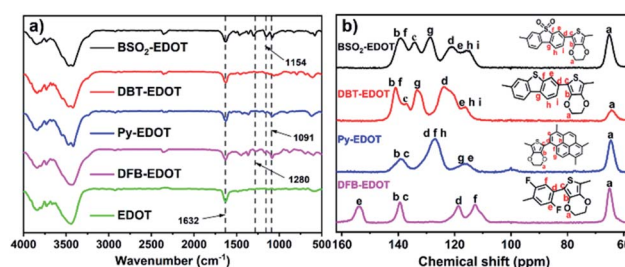 a)
BSO₂-EDOT
1154
DBT-EDOT
Py-EDOT
1091
DFB-EDOT
1280
EDOT
1632
4000 3500 3000 2500 2000 1500 1000 500
Wavenumber (cm⁻¹)
b)
b f c g d e h i a
BSO₂-EDOT
b f c g d e h i a
DBT-EDOT
b c d f h g e a
Py-EDOT
DFB-EDOT
e b c d f a
160 140 120 100 80 60
Chemical shift (ppm)